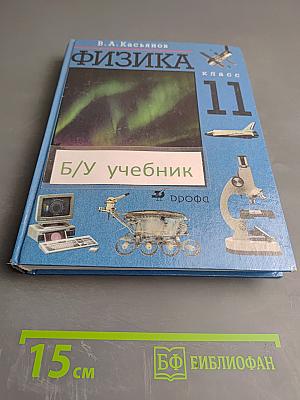 В.А.Касьянов
ФИЗИКА
класс
11
Б/У учебник
дрофа
15 см
БФ БИБЛИОФАН